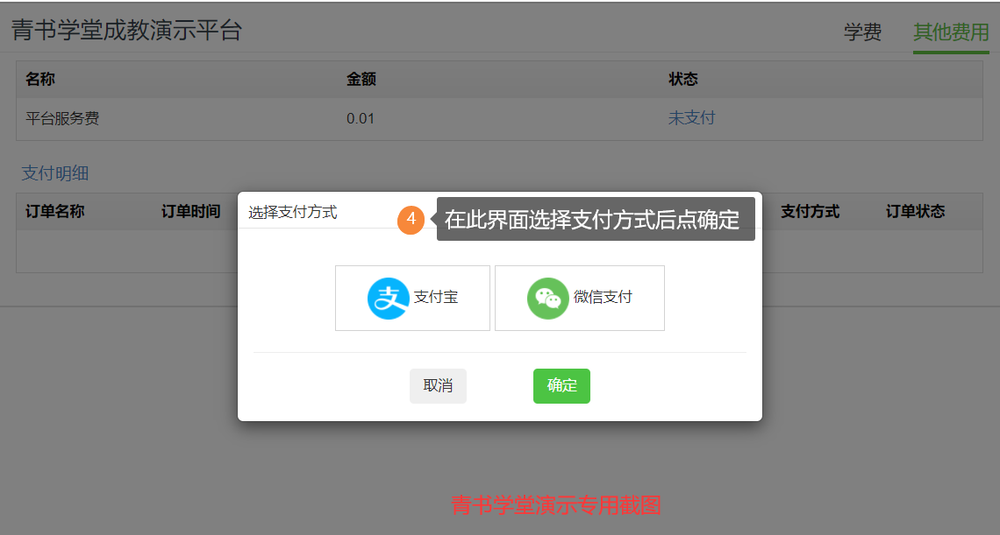 青书学堂成教演示平台
学费 其他费用
名称 金额 状态
平台服务费 0.01 未支付
支付明细
订单名称 订单时间 支付方式 订单状态
选择支付方式
4 在此界面选择支付方式后点确定
支 支付宝 微信支付
取消 确定
青书学堂演示专用截图